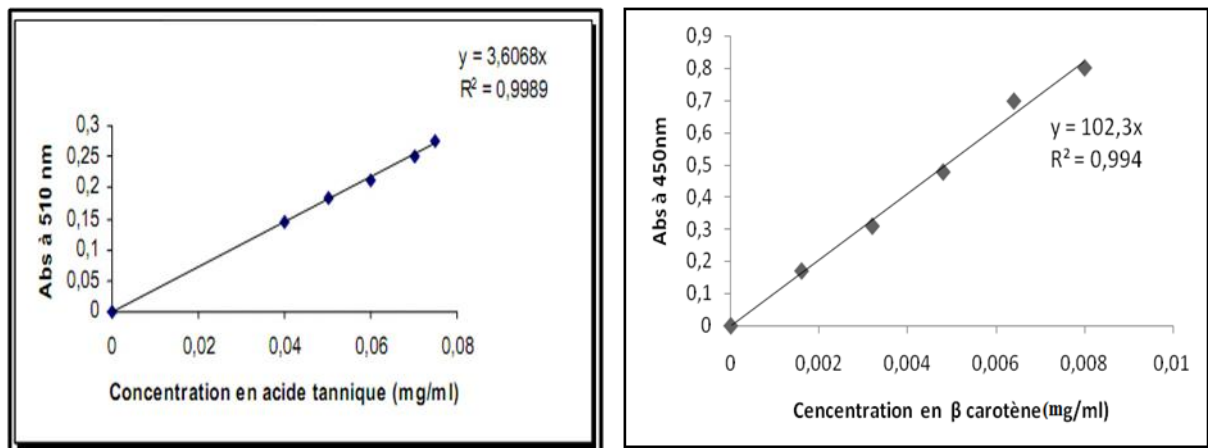 y = 3,6068x
R² = 0,9989
Abs à 510 nm
0,3
0,25
0,2
0,15
0,1
0,05
0
0 0,02 0,04 0,06 0,08
Concentration en acide tannique (mg/ml)
0,9
0,8
0,7
0,6
0,5
0,4
0,3
0,2
0,1
0
Abs à 450nm
y = 102,3x
R² = 0,994
0 0,002 0,004 0,006 0,008 0,01
Cencentration en β carotène(mg/ml)